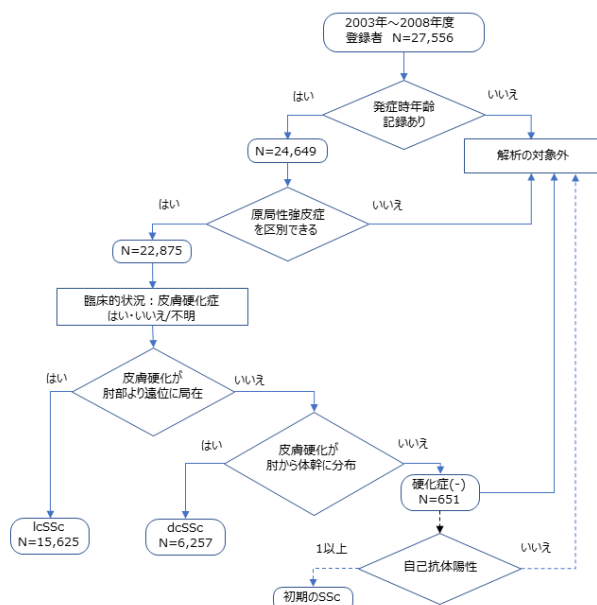 2003年～2008年度
登録者 N=27,556
はい
発症時年齢
記録あり
いいえ
N=24,649
解析の対象外
はい
原局性強皮症
を区別できる
いいえ
N=22,875
臨床的状況：皮膚硬化症
はい・いいえ/不明
はい
皮膚硬化が
肘部より遠位に局在
いいえ
はい
皮膚硬化が
肘から体幹に分布
いいえ
硬化症(-)
N=651
lcSSc
N=15,625
dcSSc
N=6,257
1以上
自己抗体陽性
いいえ
初期のSSc